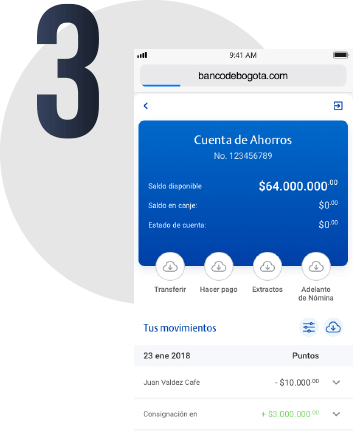 3
9:41 AM
bancodebogota.com
Cuenta de Ahorros
No. 123456789
Saldo disponible $64.000.000.00
Saldo en canje: $0.00
Estado de cuenta: $0.00
Transferir Haser pago Extractos Adelante
de Nómina
Tus movimientos
23 ene 2018 Puntos
Juan Valdez Cafe - $10.000.00
Consignación en + $3.000.000.00